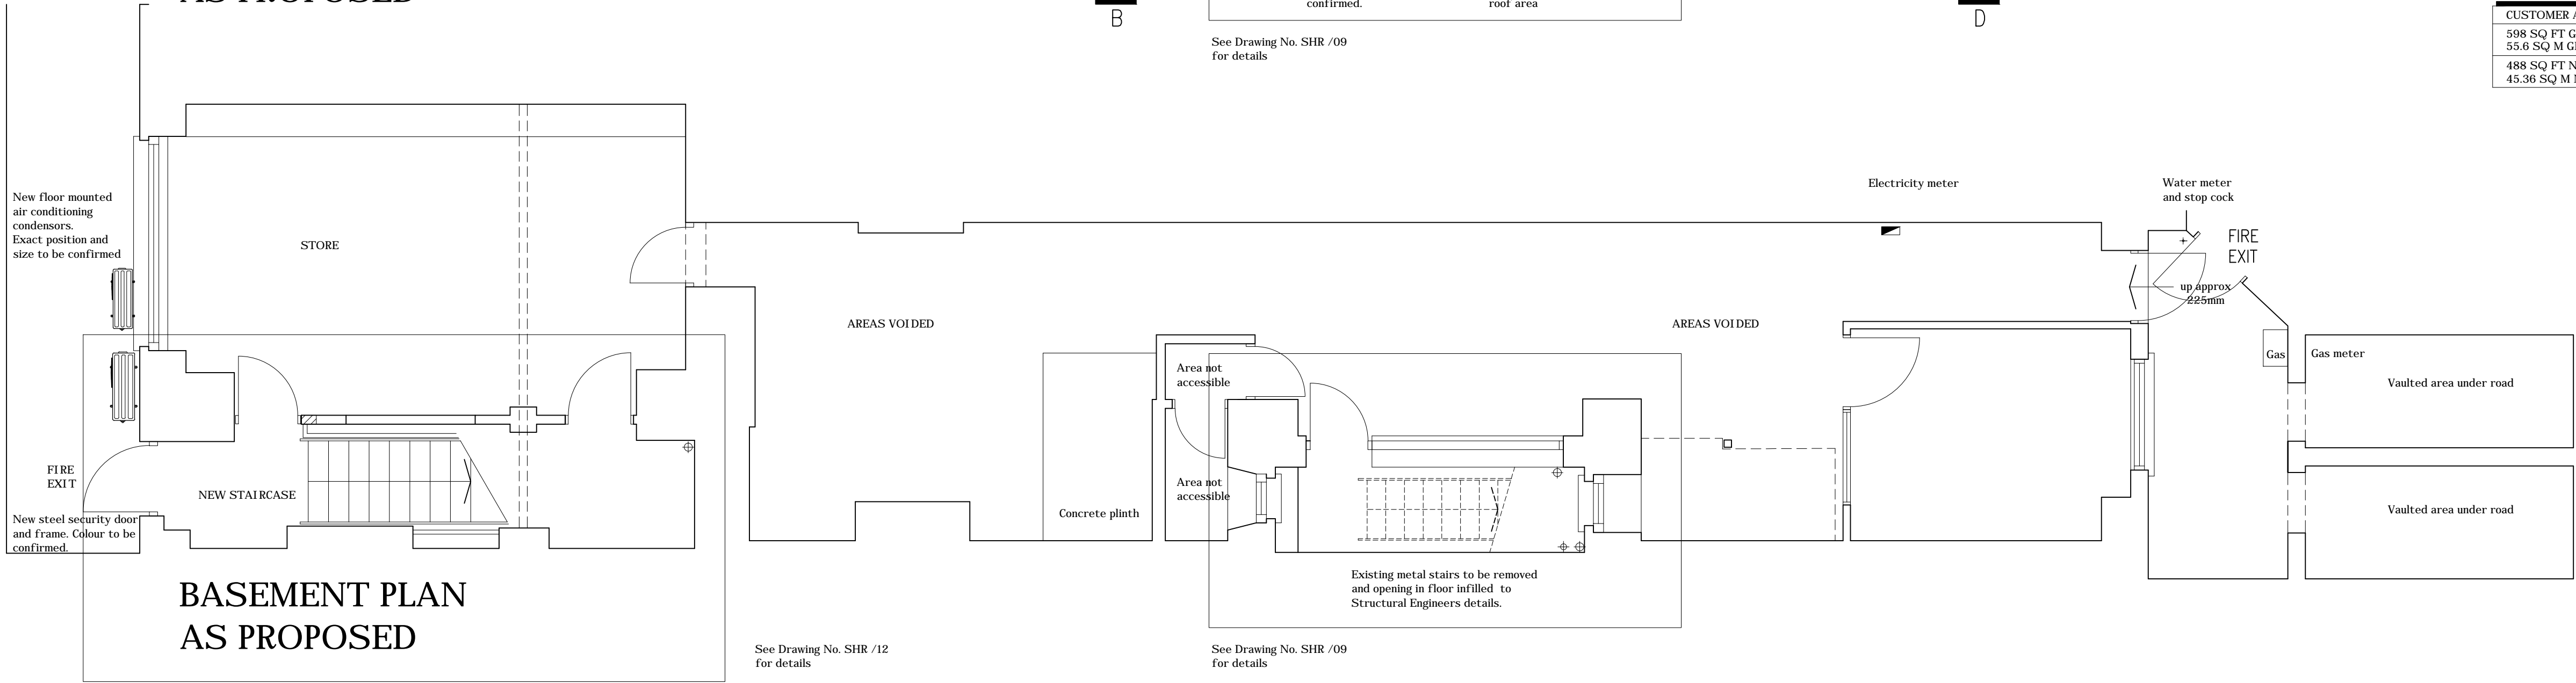 AS PROPOSED
confirmed.
roof area
B
D
See Drawing No. SHR /09
for details
CUSTOMER
598 SQ FT
55.6 SQ M
488 SQ FT
45.36 SQ M
New floor mounted
air conditioning
condensors.
Exact position and
size to be confirmed
STORE
AREAS VOIDED
AREAS VOIDED
Electricity meter
Water meter
and stop cock
FIRE
EXIT
up approx
225mm
Gas
Gas meter
Vaulted area under road
Vaulted area under road
Area not
accessible
Area not
accessible
Concrete plinth
FIRE
EXIT
NEW STAIRCASE
New steel security door
and frame. Colour to be
confirmed.
Existing metal stairs to be removed
and opening in floor infilled to
Structural Engineers details.
BASEMENT PLAN
AS PROPOSED
See Drawing No. SHR /12
for details
See Drawing No. SHR /09
for details